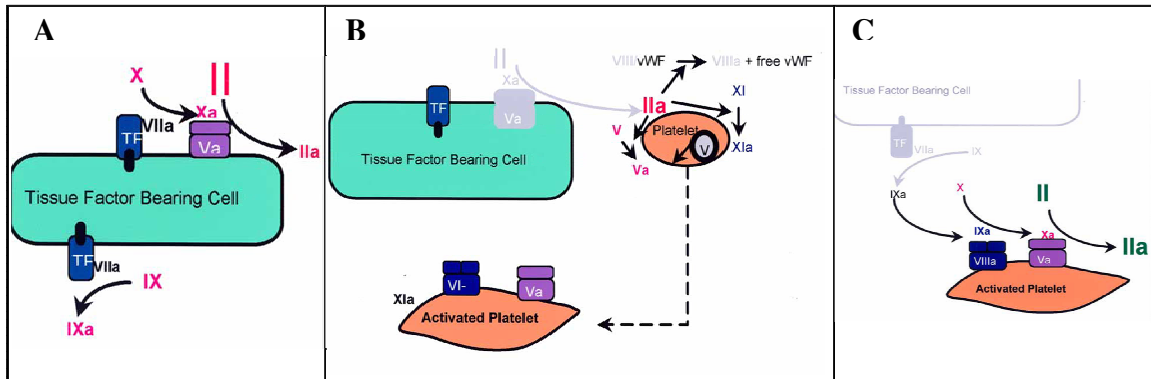 A
X
II
Xa
TF
VIIa
Va
IIa
Tissue Factor Bearing Cell
TF
VIIa
IX
IXa
B
II
Xa
Va
VIII/vWF
VIIIa + free vWF
TF
IIa
XI
V
Platelet
V
XIa
Va
Tissue Factor Bearing Cell
XIa
VI-
Va
Activated Platelet
C
Tissue Factor Bearing Cell
TF
VIIa
IX
IXa
X
II
IXa
Xa
VIIIa
Va
IIa
Activated Platelet